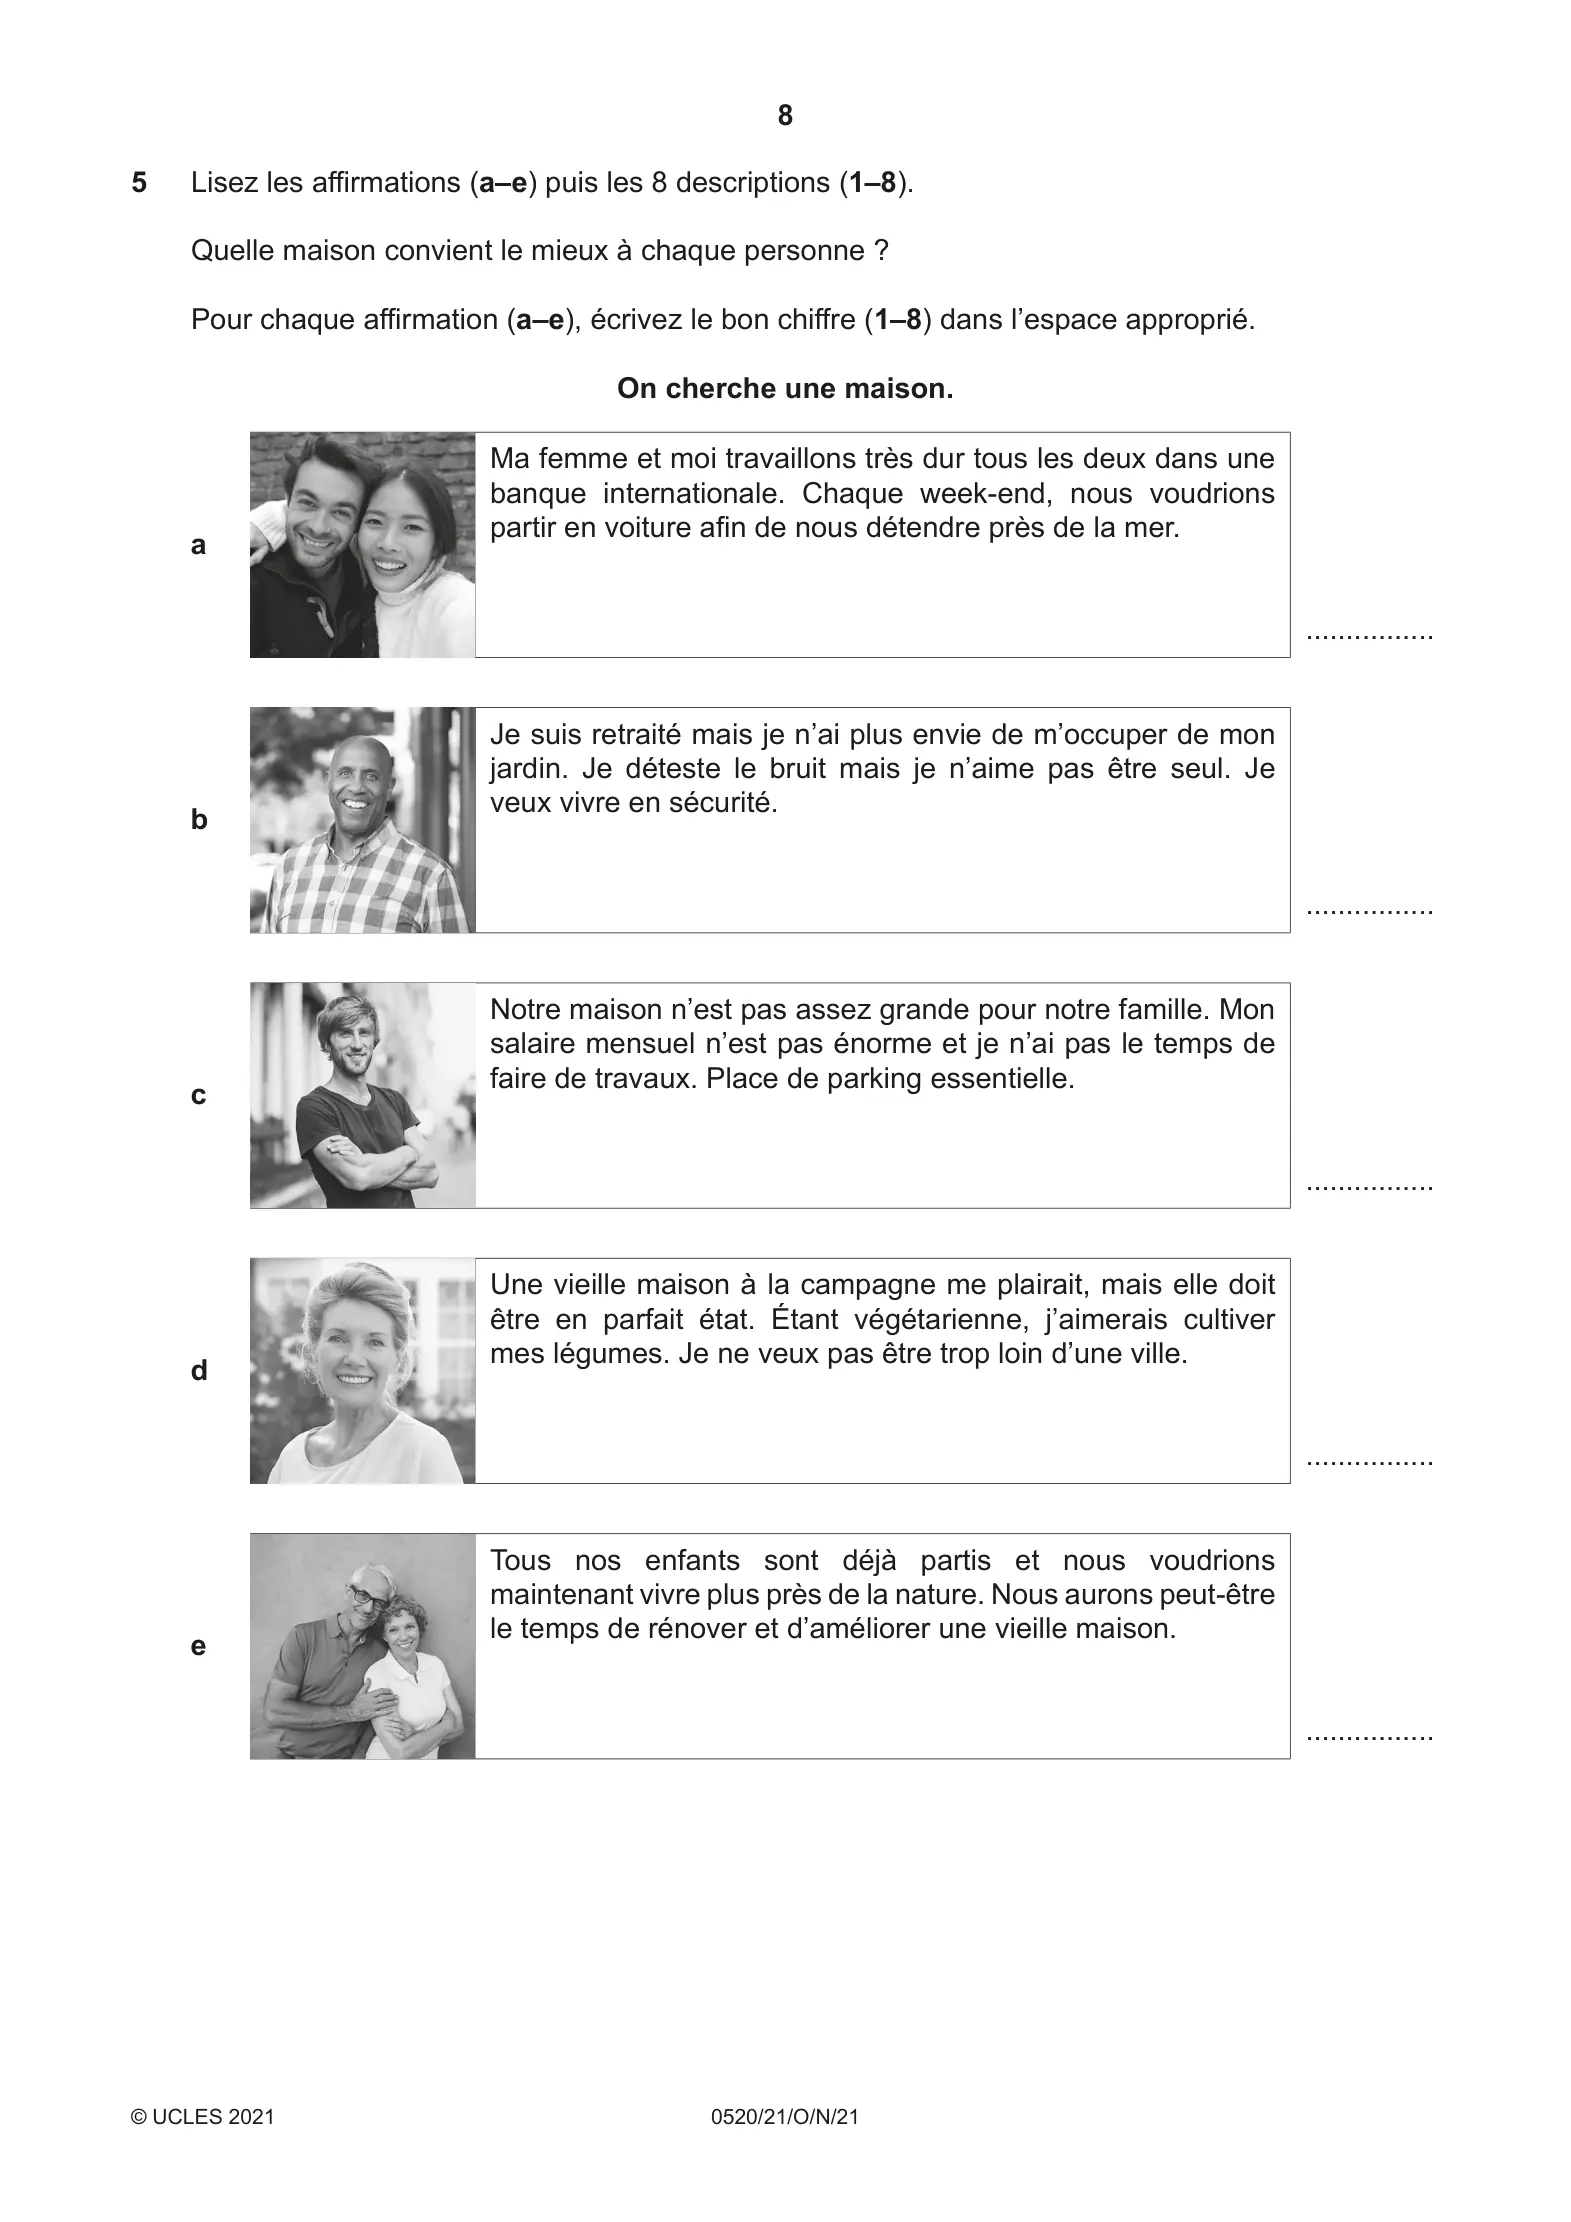 8
5 Lisez les affirmations (a–e) puis les 8 descriptions (1–8).
Quelle maison convient le mieux à chaque personne ?
Pour chaque affirmation (a–e), écrivez le bon chiffre (1–8) dans l’espace approprié.
On cherche une maison.
a
Ma femme et moi travaillons très dur tous les deux dans une
banque internationale. Chaque week-end, nous voudrions
partir en voiture afin de nous détendre près de la mer.
................
b
Je suis retraité mais je n’ai plus envie de m’occuper de mon
jardin. Je déteste le bruit mais je n’aime pas être seul. Je
veux vivre en sécurité.
................
c
Notre maison n’est pas assez grande pour notre famille. Mon
salaire mensuel n’est pas énorme et je n’ai pas le temps de
faire de travaux. Place de parking essentielle.
................
d
Une vieille maison à la campagne me plairait, mais elle doit
être en parfait état. Étant végétarienne, j’aimerais cultiver
mes légumes. Je ne veux pas être trop loin d’une ville.
................
e
Tous nos enfants sont déjà partis et nous voudrions
maintenant vivre plus près de la nature. Nous aurons peut-être
le temps de rénover et d’améliorer une vieille maison.
................
© UCLES 2021 0520/21/O/N/21